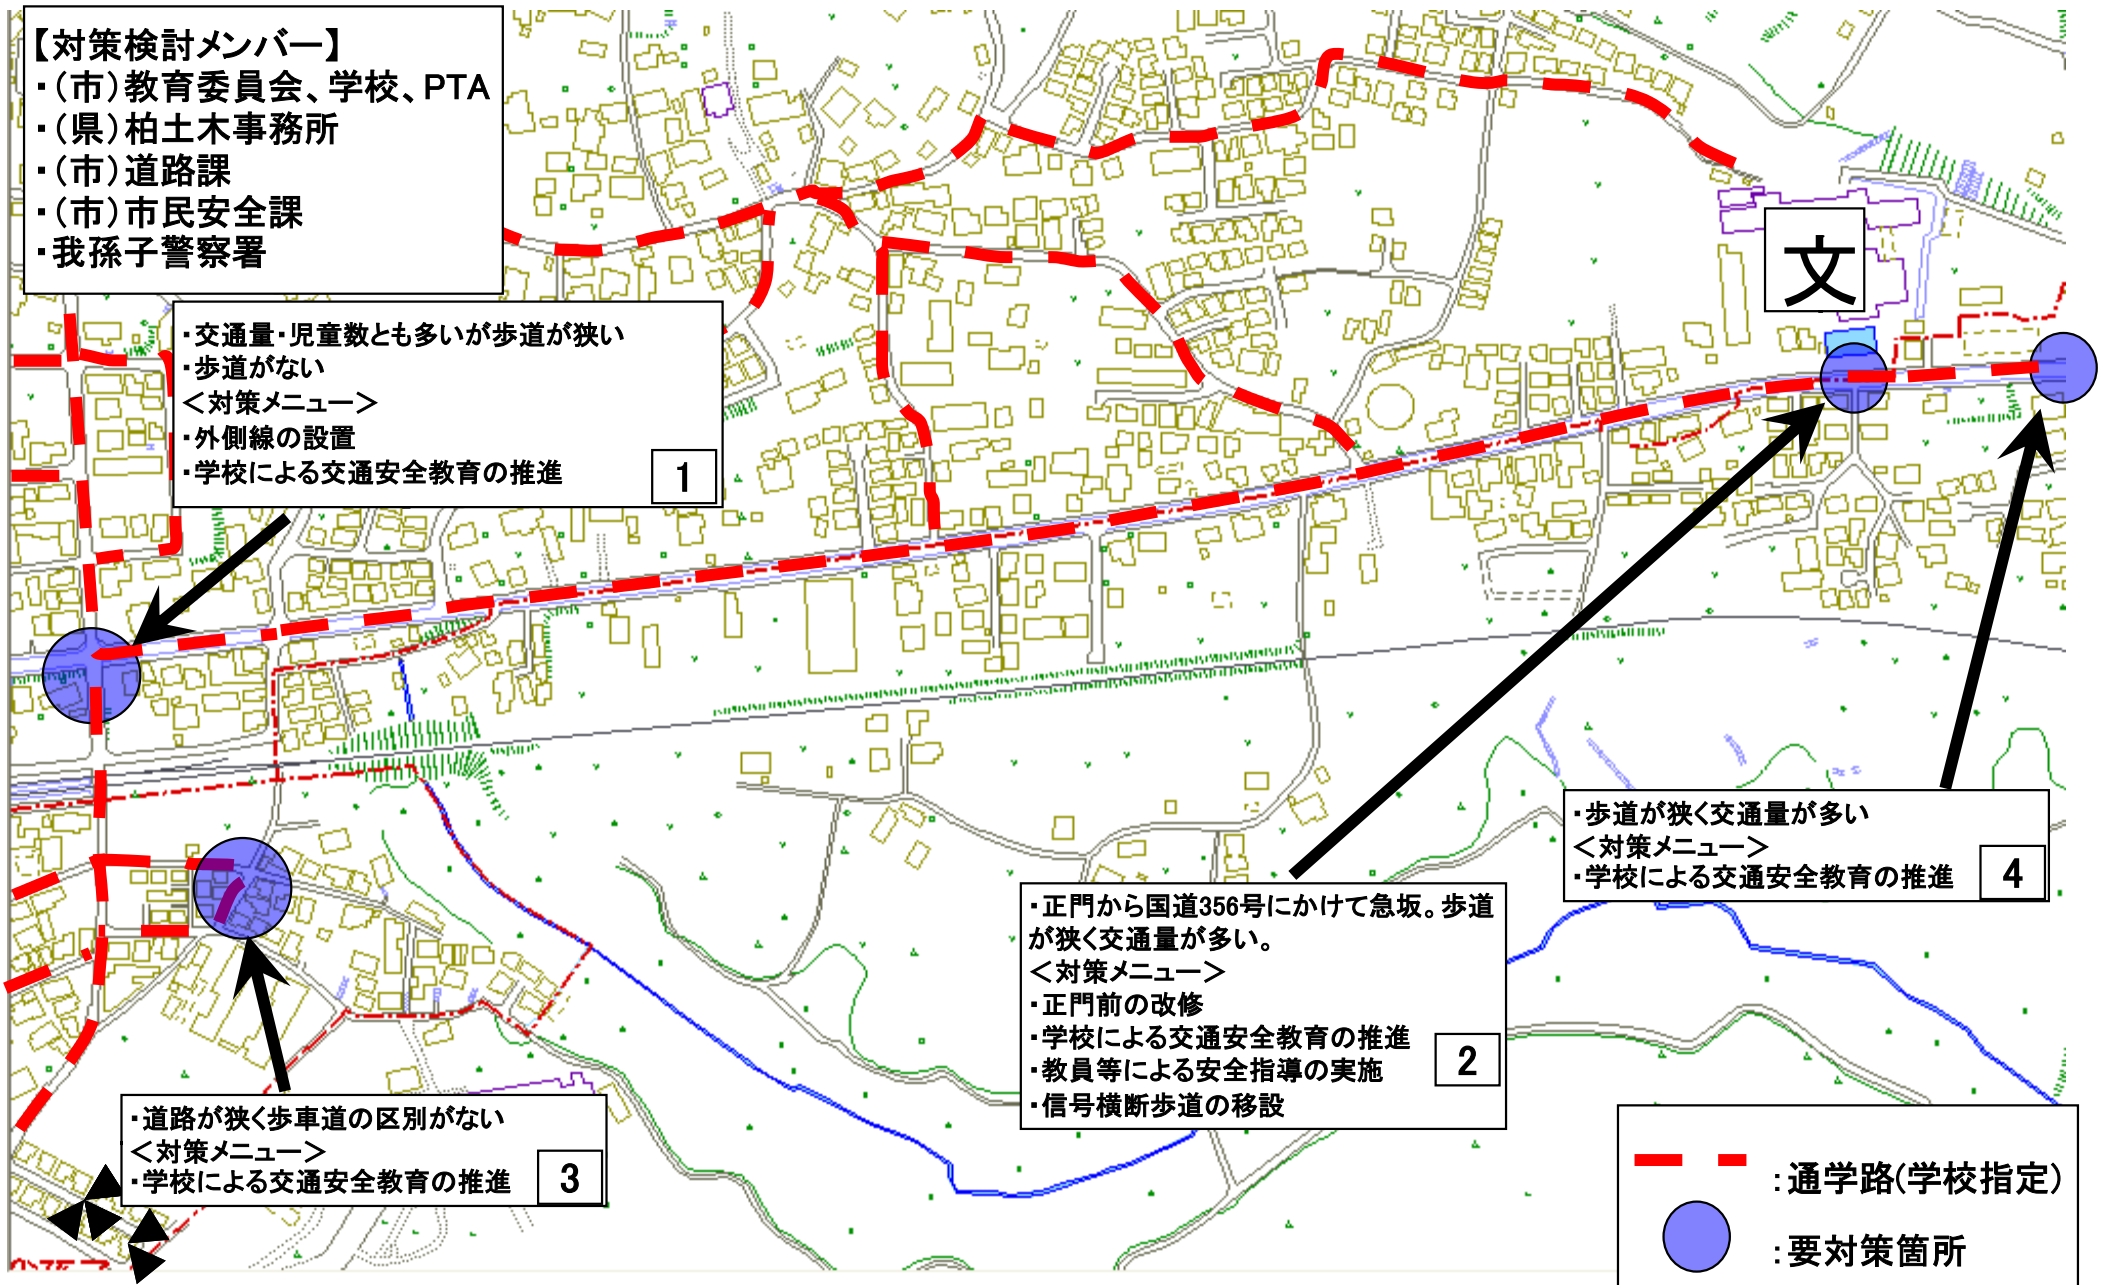 【対策検討メンバー】
・(市)教育委員会、学校、PTA
・(県)柏土木事務所
・(市)道路課
・(市)市民安全課
・我孫子警察署
・交通量・児童数とも多いが歩道が狭い
・歩道がない
＜対策メニュー＞
・外側線の設置
・学校による交通安全教育の推進
1
文
・歩道が狭く交通量が多い
＜対策メニュー＞
・学校による交通安全教育の推進
4
・正門から国道356号にかけて急坂。歩道
が狭く交通量が多い。
＜対策メニュー＞
・正門前の改修
・学校による交通安全教育の推進
・教員等による安全指導の実施
・信号横断歩道の移設
2
・道路が狭く歩車道の区別がない
＜対策メニュー＞
・学校による交通安全教育の推進
3
：通学路(学校指定)
：要対策箇所